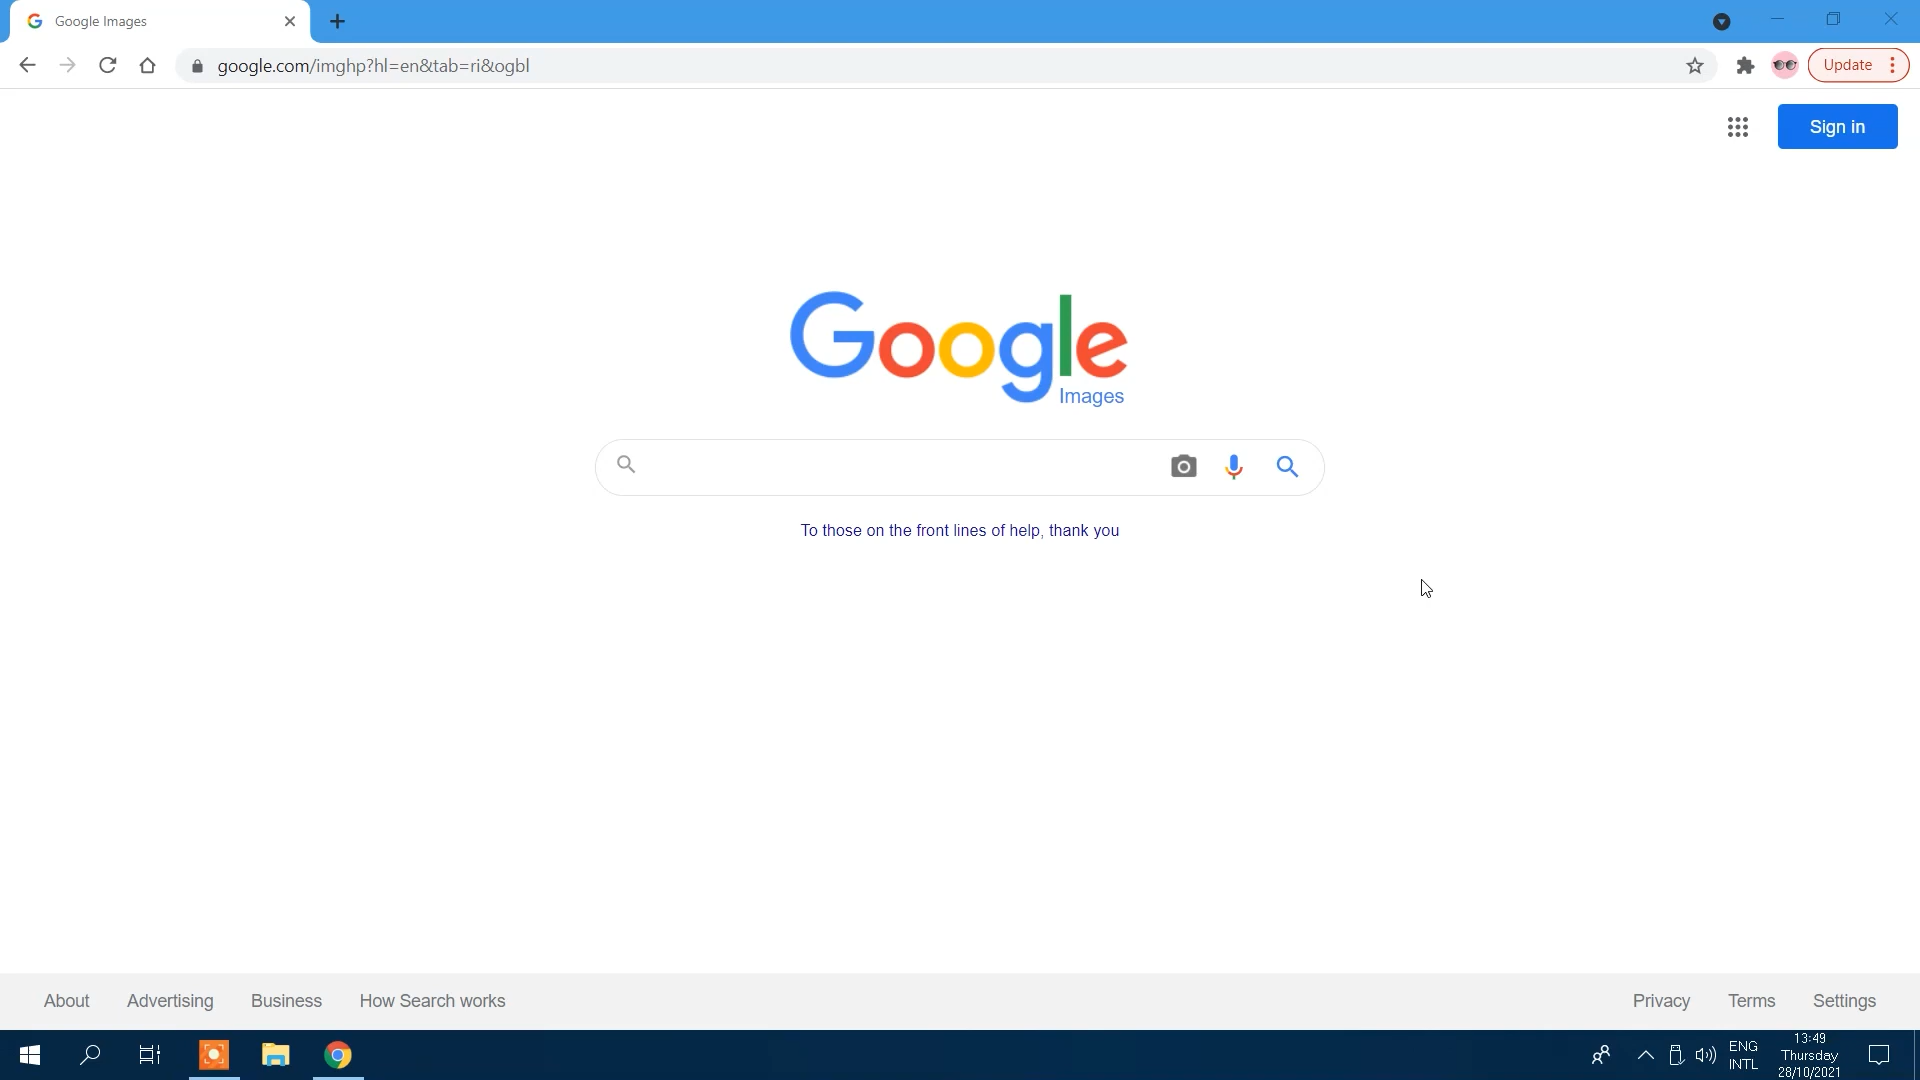 Google Images
google.com/imghp?hl=en&tab=ri&ogbl
Update
Sign in
Google
Images
To those on the front lines of help, thank you
About Advertising Business How Search works
Privacy Terms Settings
ENG
INTL
13:49
Thursday
28/10/2021